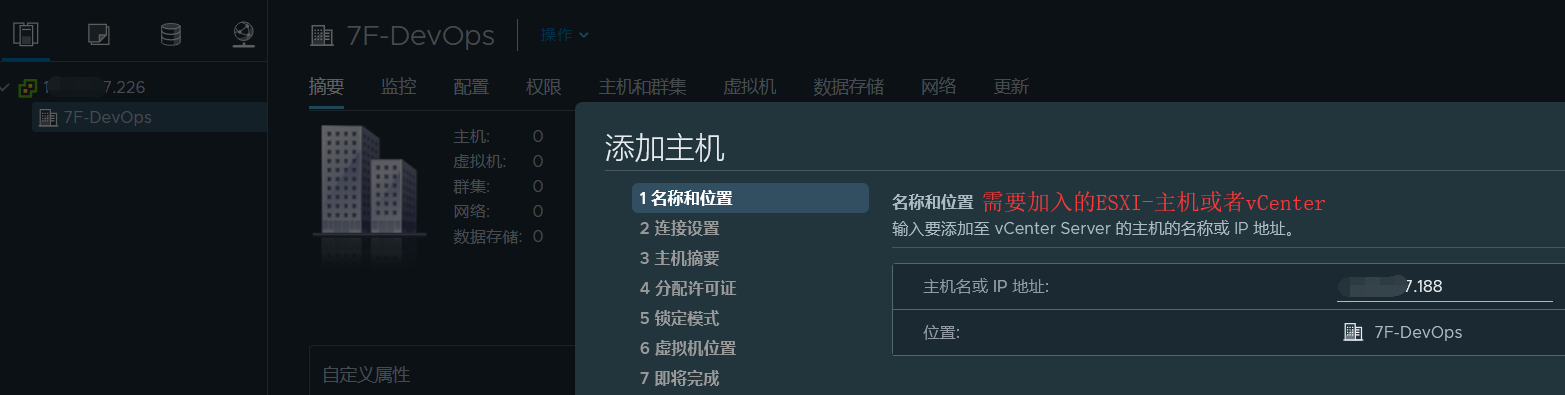 7F-DevOps
操作
7.226
7F-DevOps
摘要 监控 配置 权限 主机和群集 虚拟机 数据存储 网络 更新
主机: 0
虚拟机: 0
群集: 0
网络: 0
数据存储: 0
自定义属性
添加主机
1 名称和位置
2 连接设置
3 主机摘要
4 分配许可证
5 锁定模式
6 虚拟机位置
7 即将完成
名称和位置 需要加入的ESXI-主机或者vCenter
输入要添加至 vCenter Server 的主机的名称或 IP 地址。
主机名或 IP 地址: 7.188
位置: 7F-DevOps